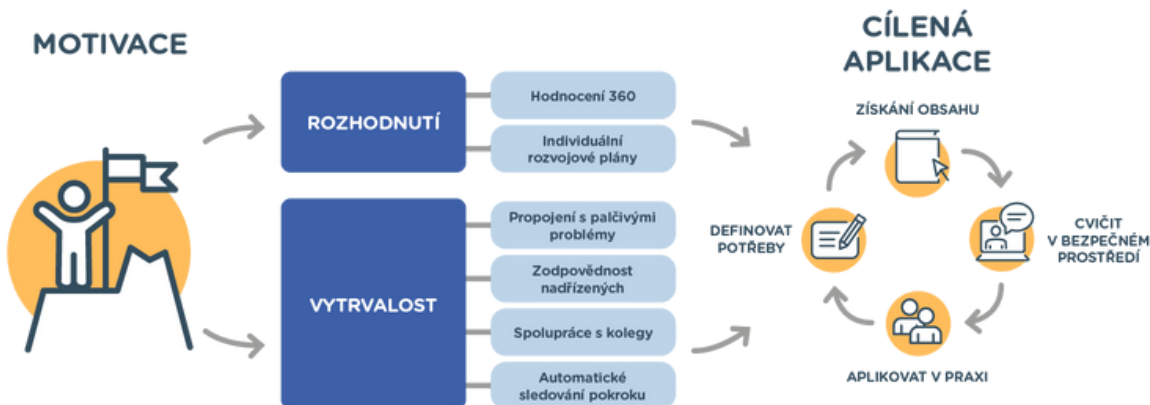 MOTIVACE
ROZHODNUTÍ
Hodnocení 360
Individuální
rozvojové plány
VYTRVALOST
Propojení s palčivými
problémy
Zodpovědnost
nadřízených
Spolupráce s kolegy
Automatické
sledování pokroku
CÍLENÁ
APLIKACE
ZÍSKÁNÍ OBSAHU
CVIČIT
V BEZPEČNÉM
PROSTŘEDÍ
APLIKOVAT V PRAXI
DEFINOVAT
POTŘEBY